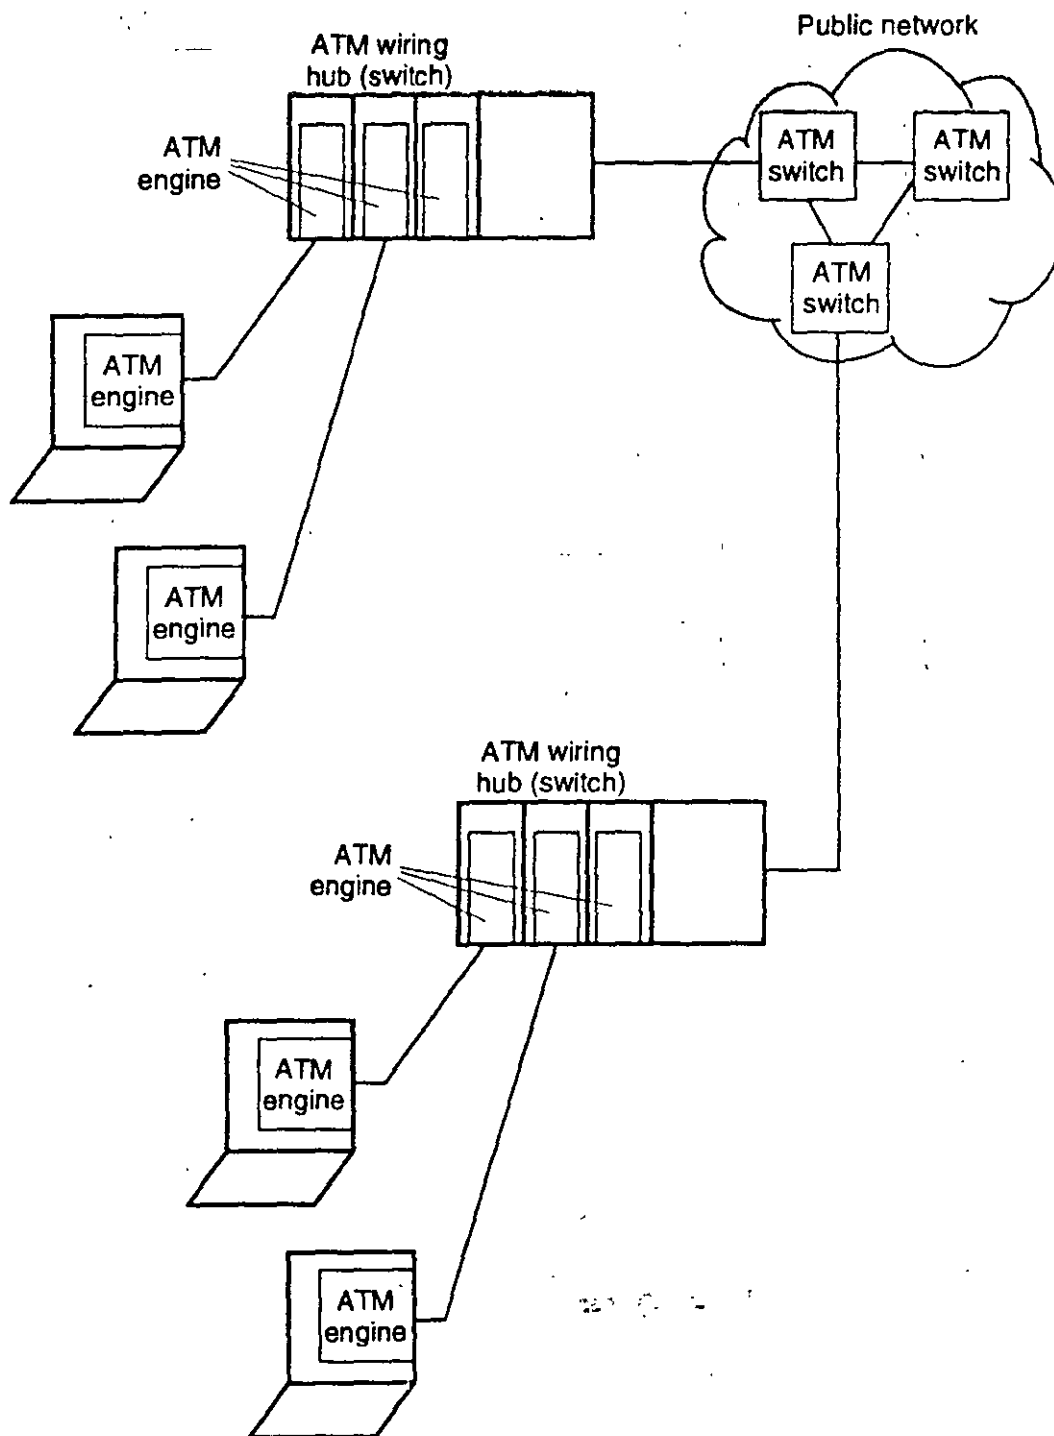 Public network
ATM wiring
hub (switch)
ATM
engine
ATM
switch
ATM
switch
ATM
switch
ATM
engine
ATM
engine
ATM wiring
hub (switch)
ATM
engine
ATM
engine
ATM
engine